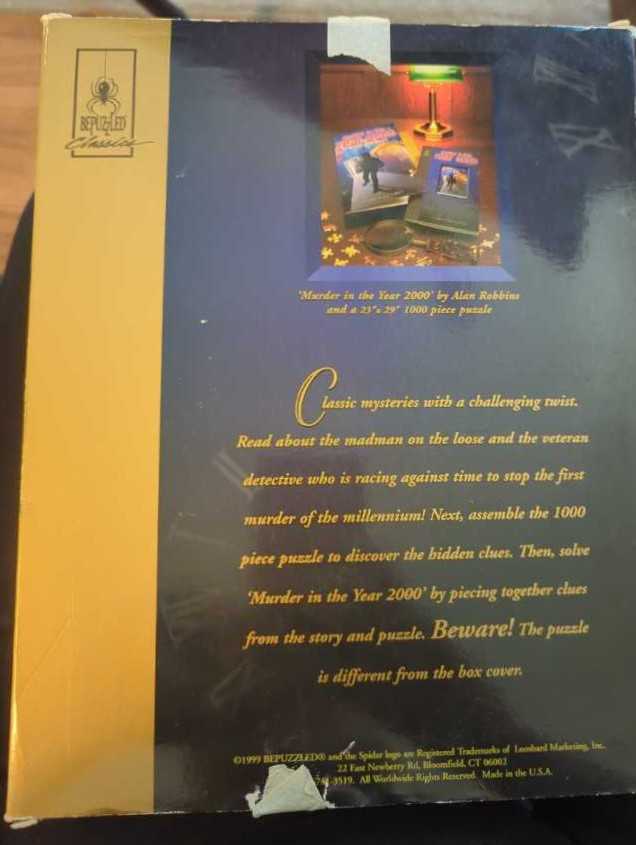 BEPUZZLED
Classics
'Murder in the Year 2000' by Alan Robbins
and a 23"x 29" 1000 piece puzzle
Classic mysteries with a challenging twist.
Read about the madman on the loose and the veteran
detective who is racing against time to stop the first
murder of the millennium! Next, assemble the 1000
piece puzzle to discover the hidden clues. Then, solve
'Murder in the Year 2000' by piecing together clues
from the story and puzzle. Beware! The puzzle
is different from the box cover.
©1999 BEPUZZLED® and the Spider logo are Registered Trademarks of Lombard Marketing, Inc.
22 East Newberry Rd, Bloomfield, CT 06002
-3519. All Worldwide Rights Reserved. Made in the U.S.A.